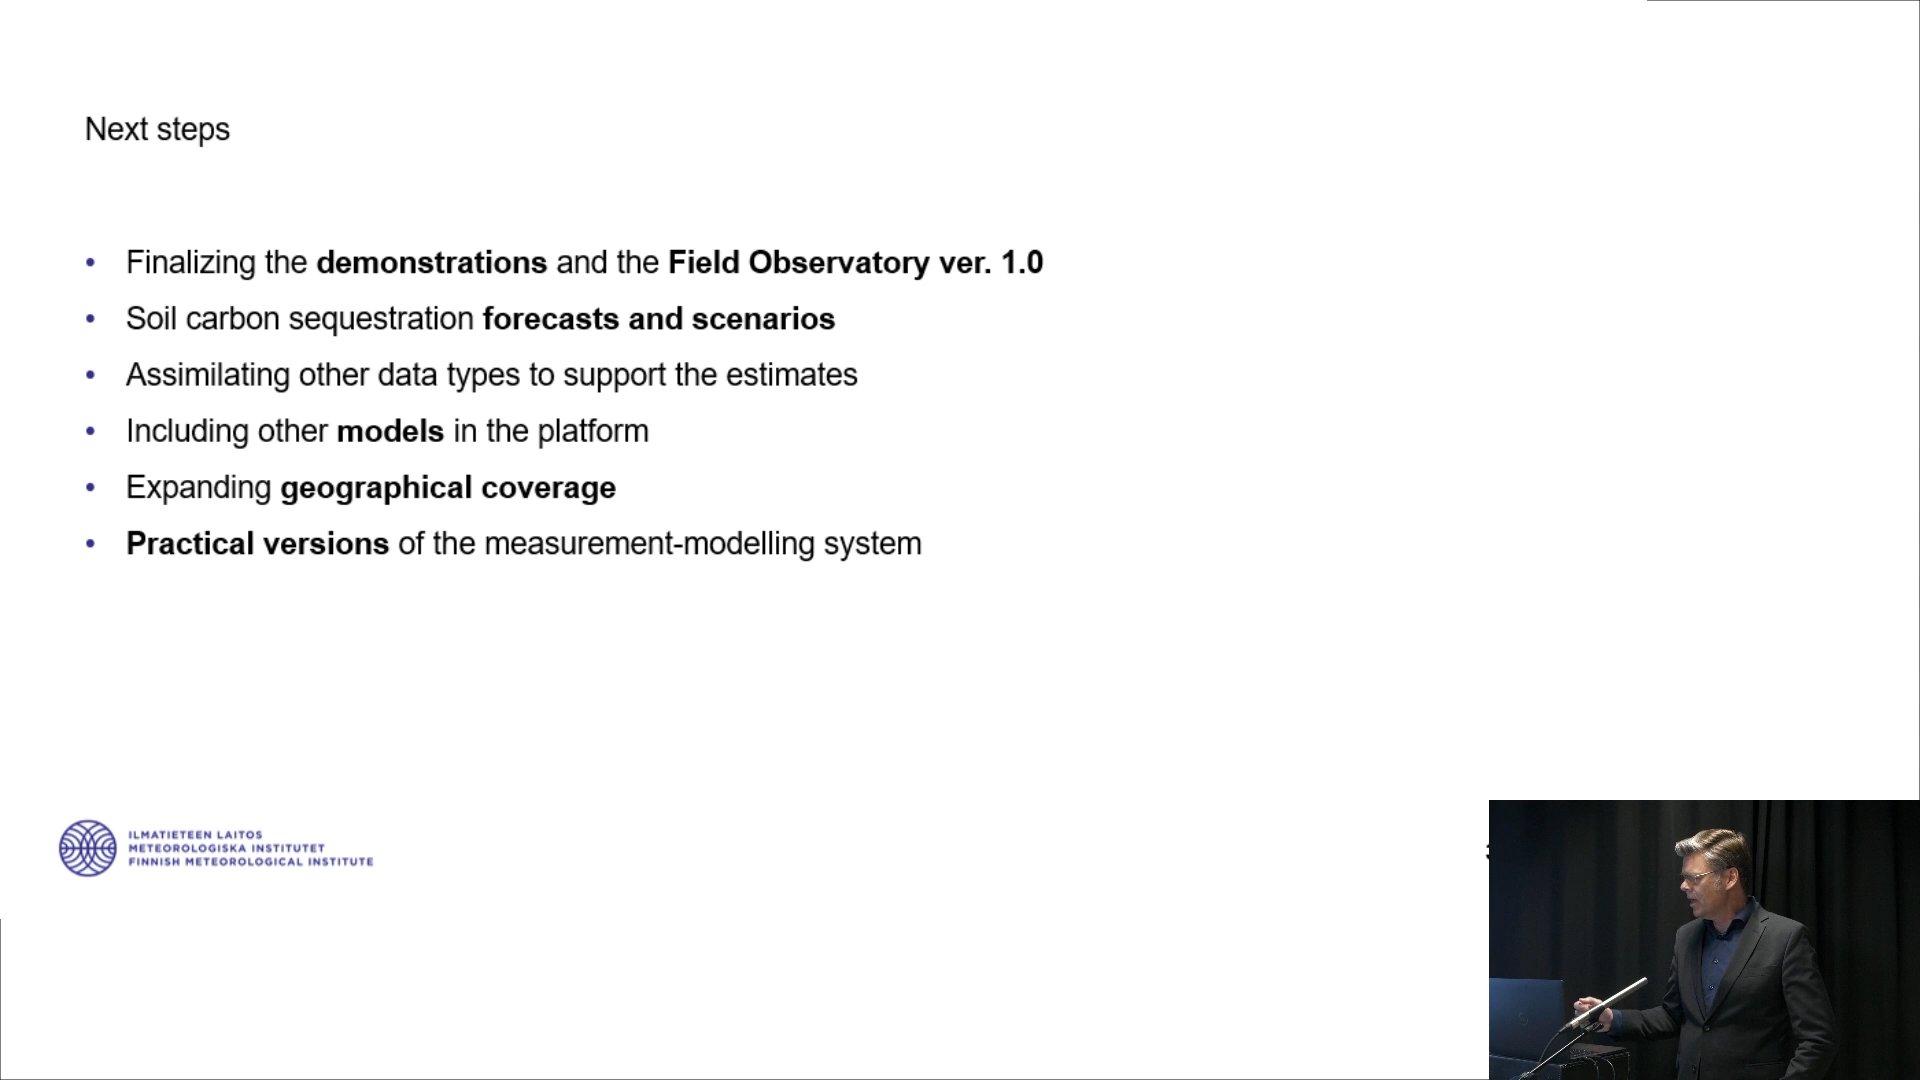 Next steps
• Finalizing the demonstrations and the Field Observatory ver. 1.0
• Soil carbon sequestration forecasts and scenarios
• Assimilating other data types to support the estimates
• Including other models in the platform
• Expanding geographical coverage
• Practical versions of the measurement-modelling system
ILMATIETEEN LAITOS
METEOROLOGISKA INSTITUTET
FINNISH METEOROLOGICAL INSTITUTE